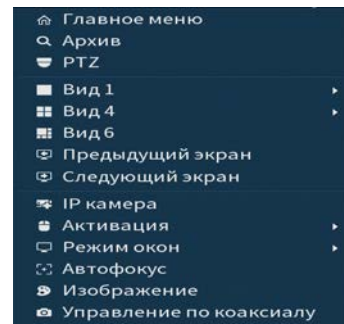 Главное меню
Архив
PTZ
Вид 1
Вид 4
Вид 6
Предыдущий экран
Следующий экран
IP камера
Активация
Режим окон
Автофокус
Изображение
Управление по коаксиалу